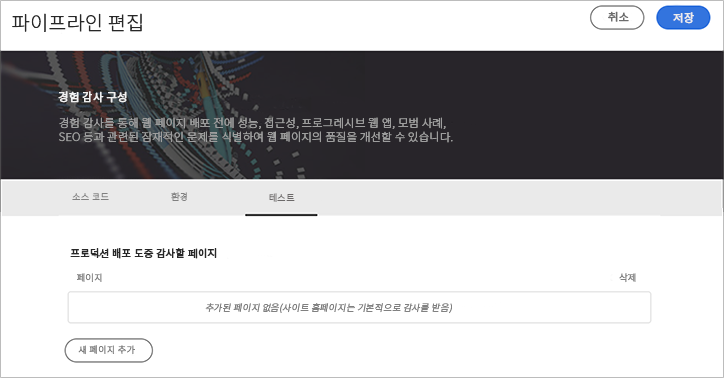 파이프라인 편집
취소
저장
경험 감사 구성
경험 감사를 통해 웹 페이지 배포 전에 성능, 접근성, 프로그레시브 웹 앱, 모범 사례,
SEO 등과 관련된 잠재적인 문제를 식별하여 웹 페이지의 품질을 개선할 수 있습니다.
소스 코드
환경
테스트
프로덕션 배포 도중 감사할 페이지
페이지
삭제
추가된 페이지 없음(사이트 홈페이지는 기본적으로 감사를 받음)
새 페이지 추가